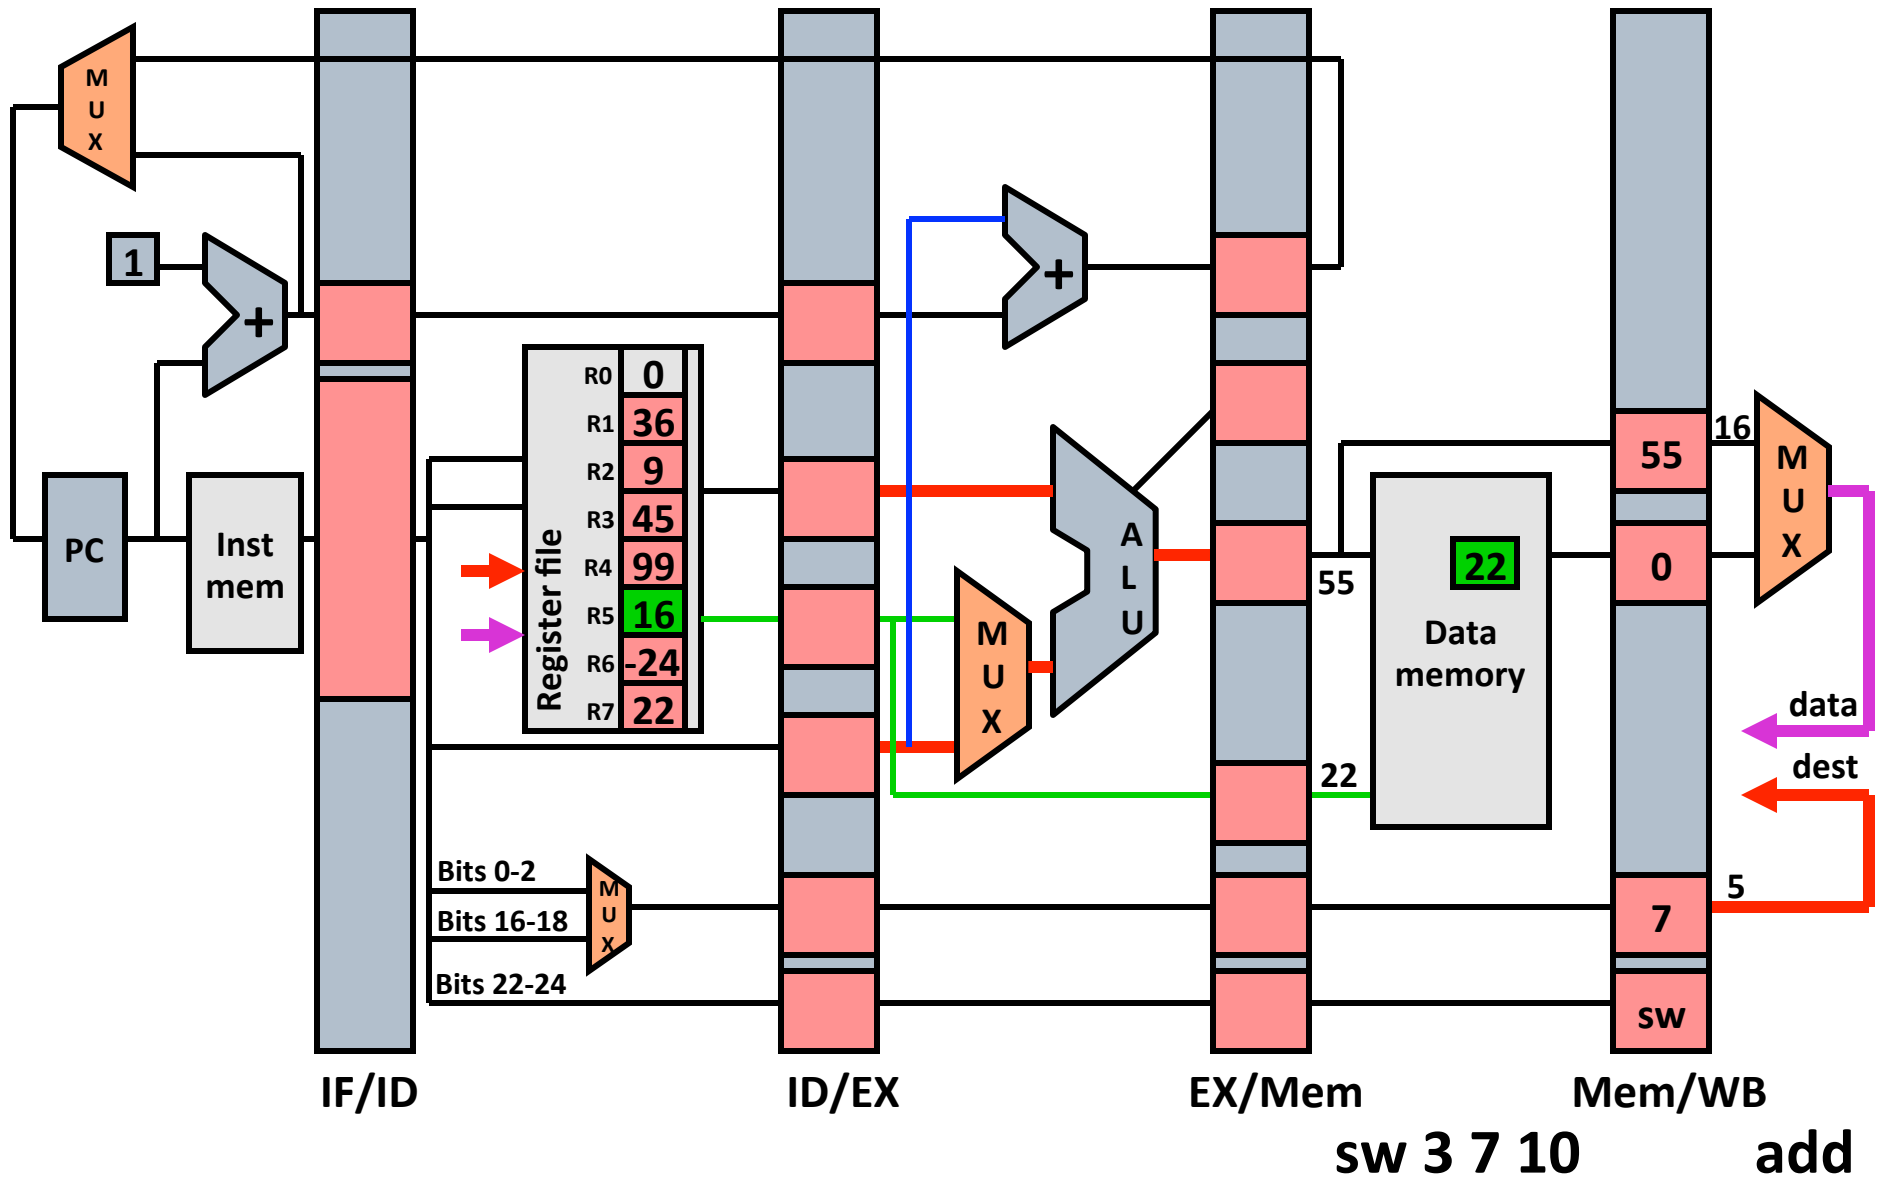 M
U
X
1
+
+
PC
Inst
mem
Register file
R0 0
R1 36
R2 9
R3 45
R4 99
R5 16
R6 -24
R7 22
M
U
X
A
L
U
55
22
22
Data
memory
55
0
7
sw
16
5
M
U
X
data
dest
Bits 0-2
Bits 16-18
Bits 22-24
M
U
X
IF/ID
ID/EX
EX/Mem
Mem/WB
sw 3 7 10
add